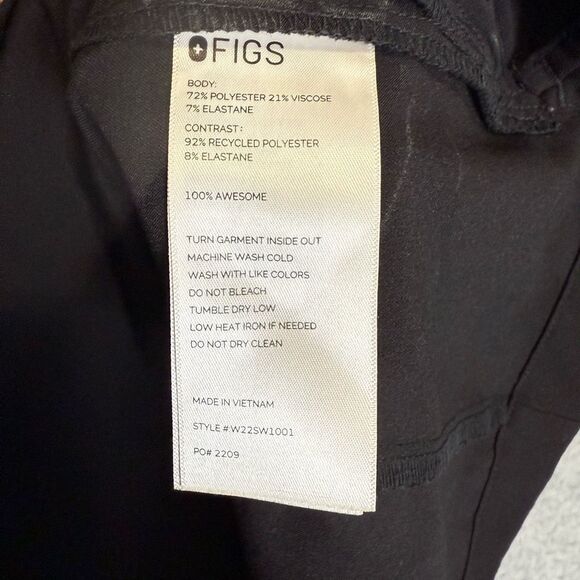 FIGS
BODY:
72% POLYESTER 21% VISCOSE
7% ELASTANE
CONTRAST:
92% RECYCLED POLYESTER
8% ELASTANE
100% AWESOME
TURN GARMENT INSIDE OUT
MACHINE WASH COLD
WASH WITH LIKE COLORS
DO NOT BLEACH
TUMBLE DRY LOW
LOW HEAT IRON IF NEEDED
DO NOT DRY CLEAN
MADE IN VIETNAM
STYLE #:W22SW1001
PO# 2209